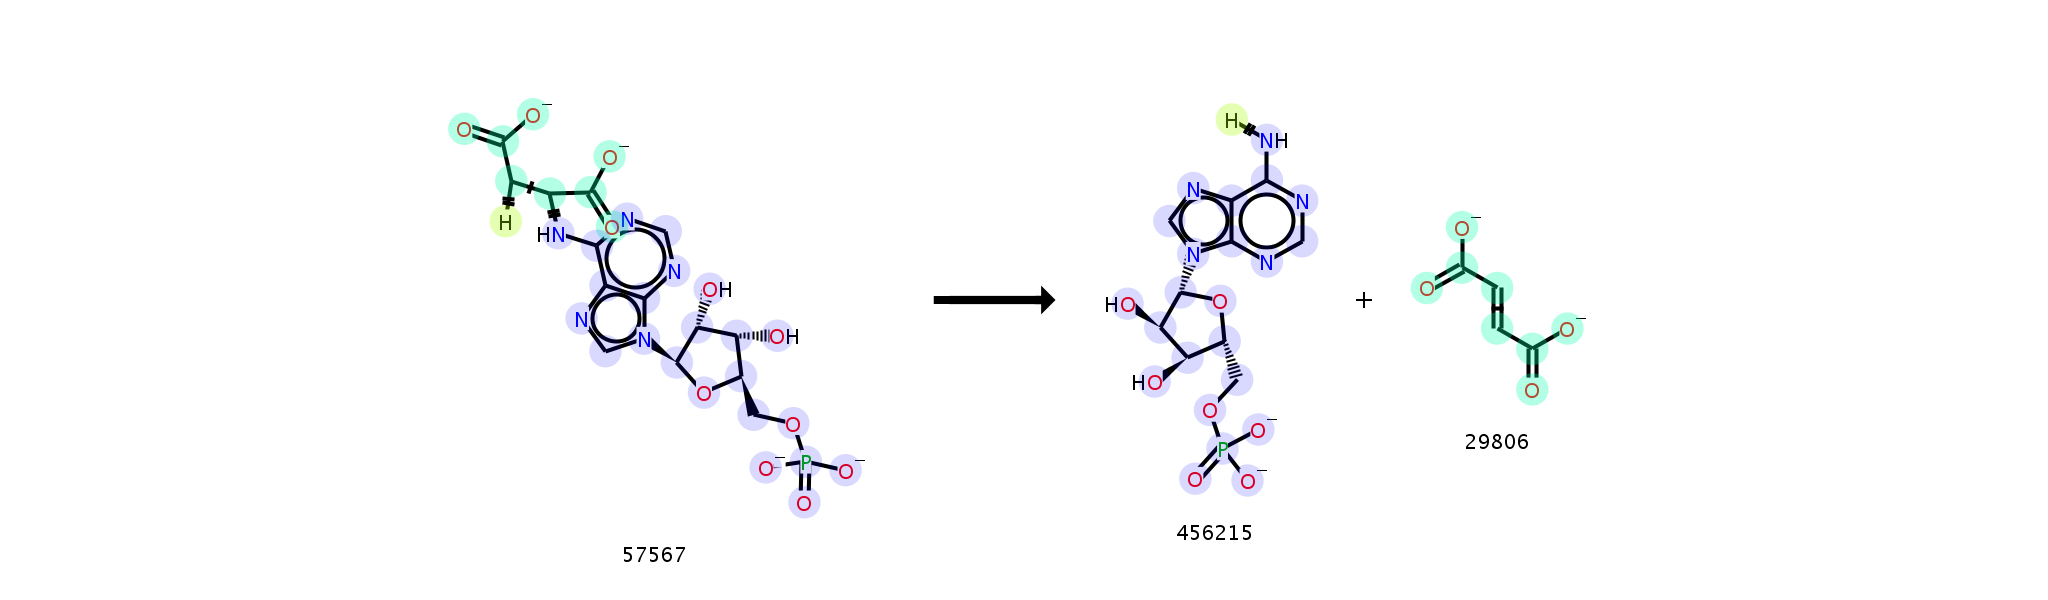 H
O⁻ O⁻
O O⁻ NH
H O N N N
HN N O⁻
N OH N N
N OH HO O O
N O HO O⁻
O O O⁻ O
O⁻ P O⁻ P 29806
O O O⁻
57567 456215
+